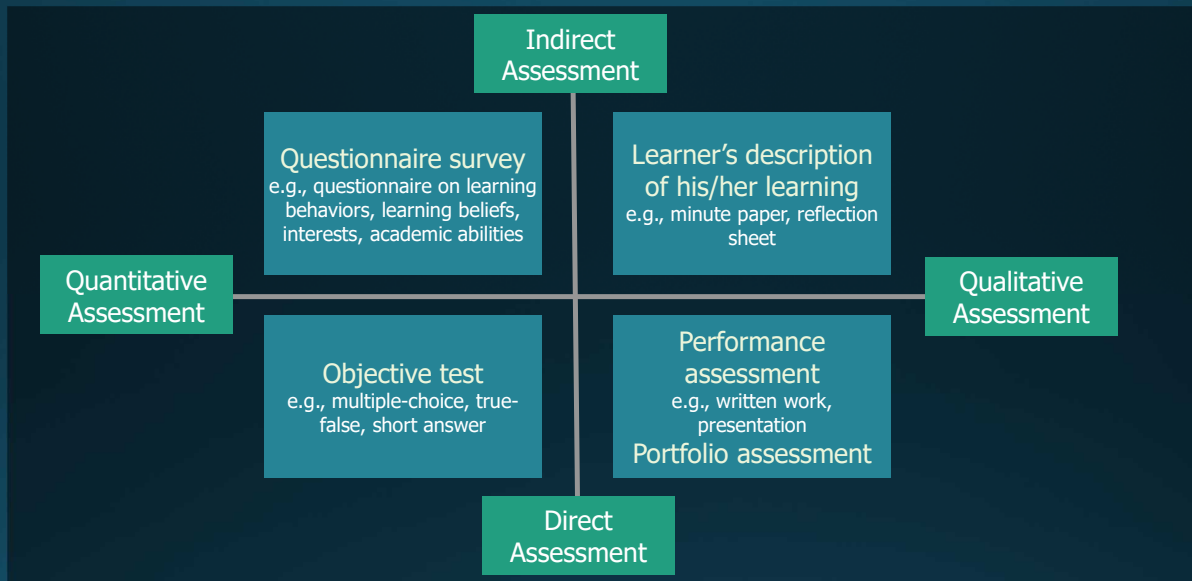 Indirect
Assessment
Questionnaire survey
e.g., questionnaire on learning
behaviors, learning beliefs,
interests, academic abilities
Learner’s description
of his/her learning
e.g., minute paper, reflection
sheet
Quantitative
Assessment
Qualitative
Assessment
Objective test
e.g., multiple-choice, true-
false, short answer
Performance
assessment
e.g., written work,
presentation
Portfolio assessment
Direct
Assessment